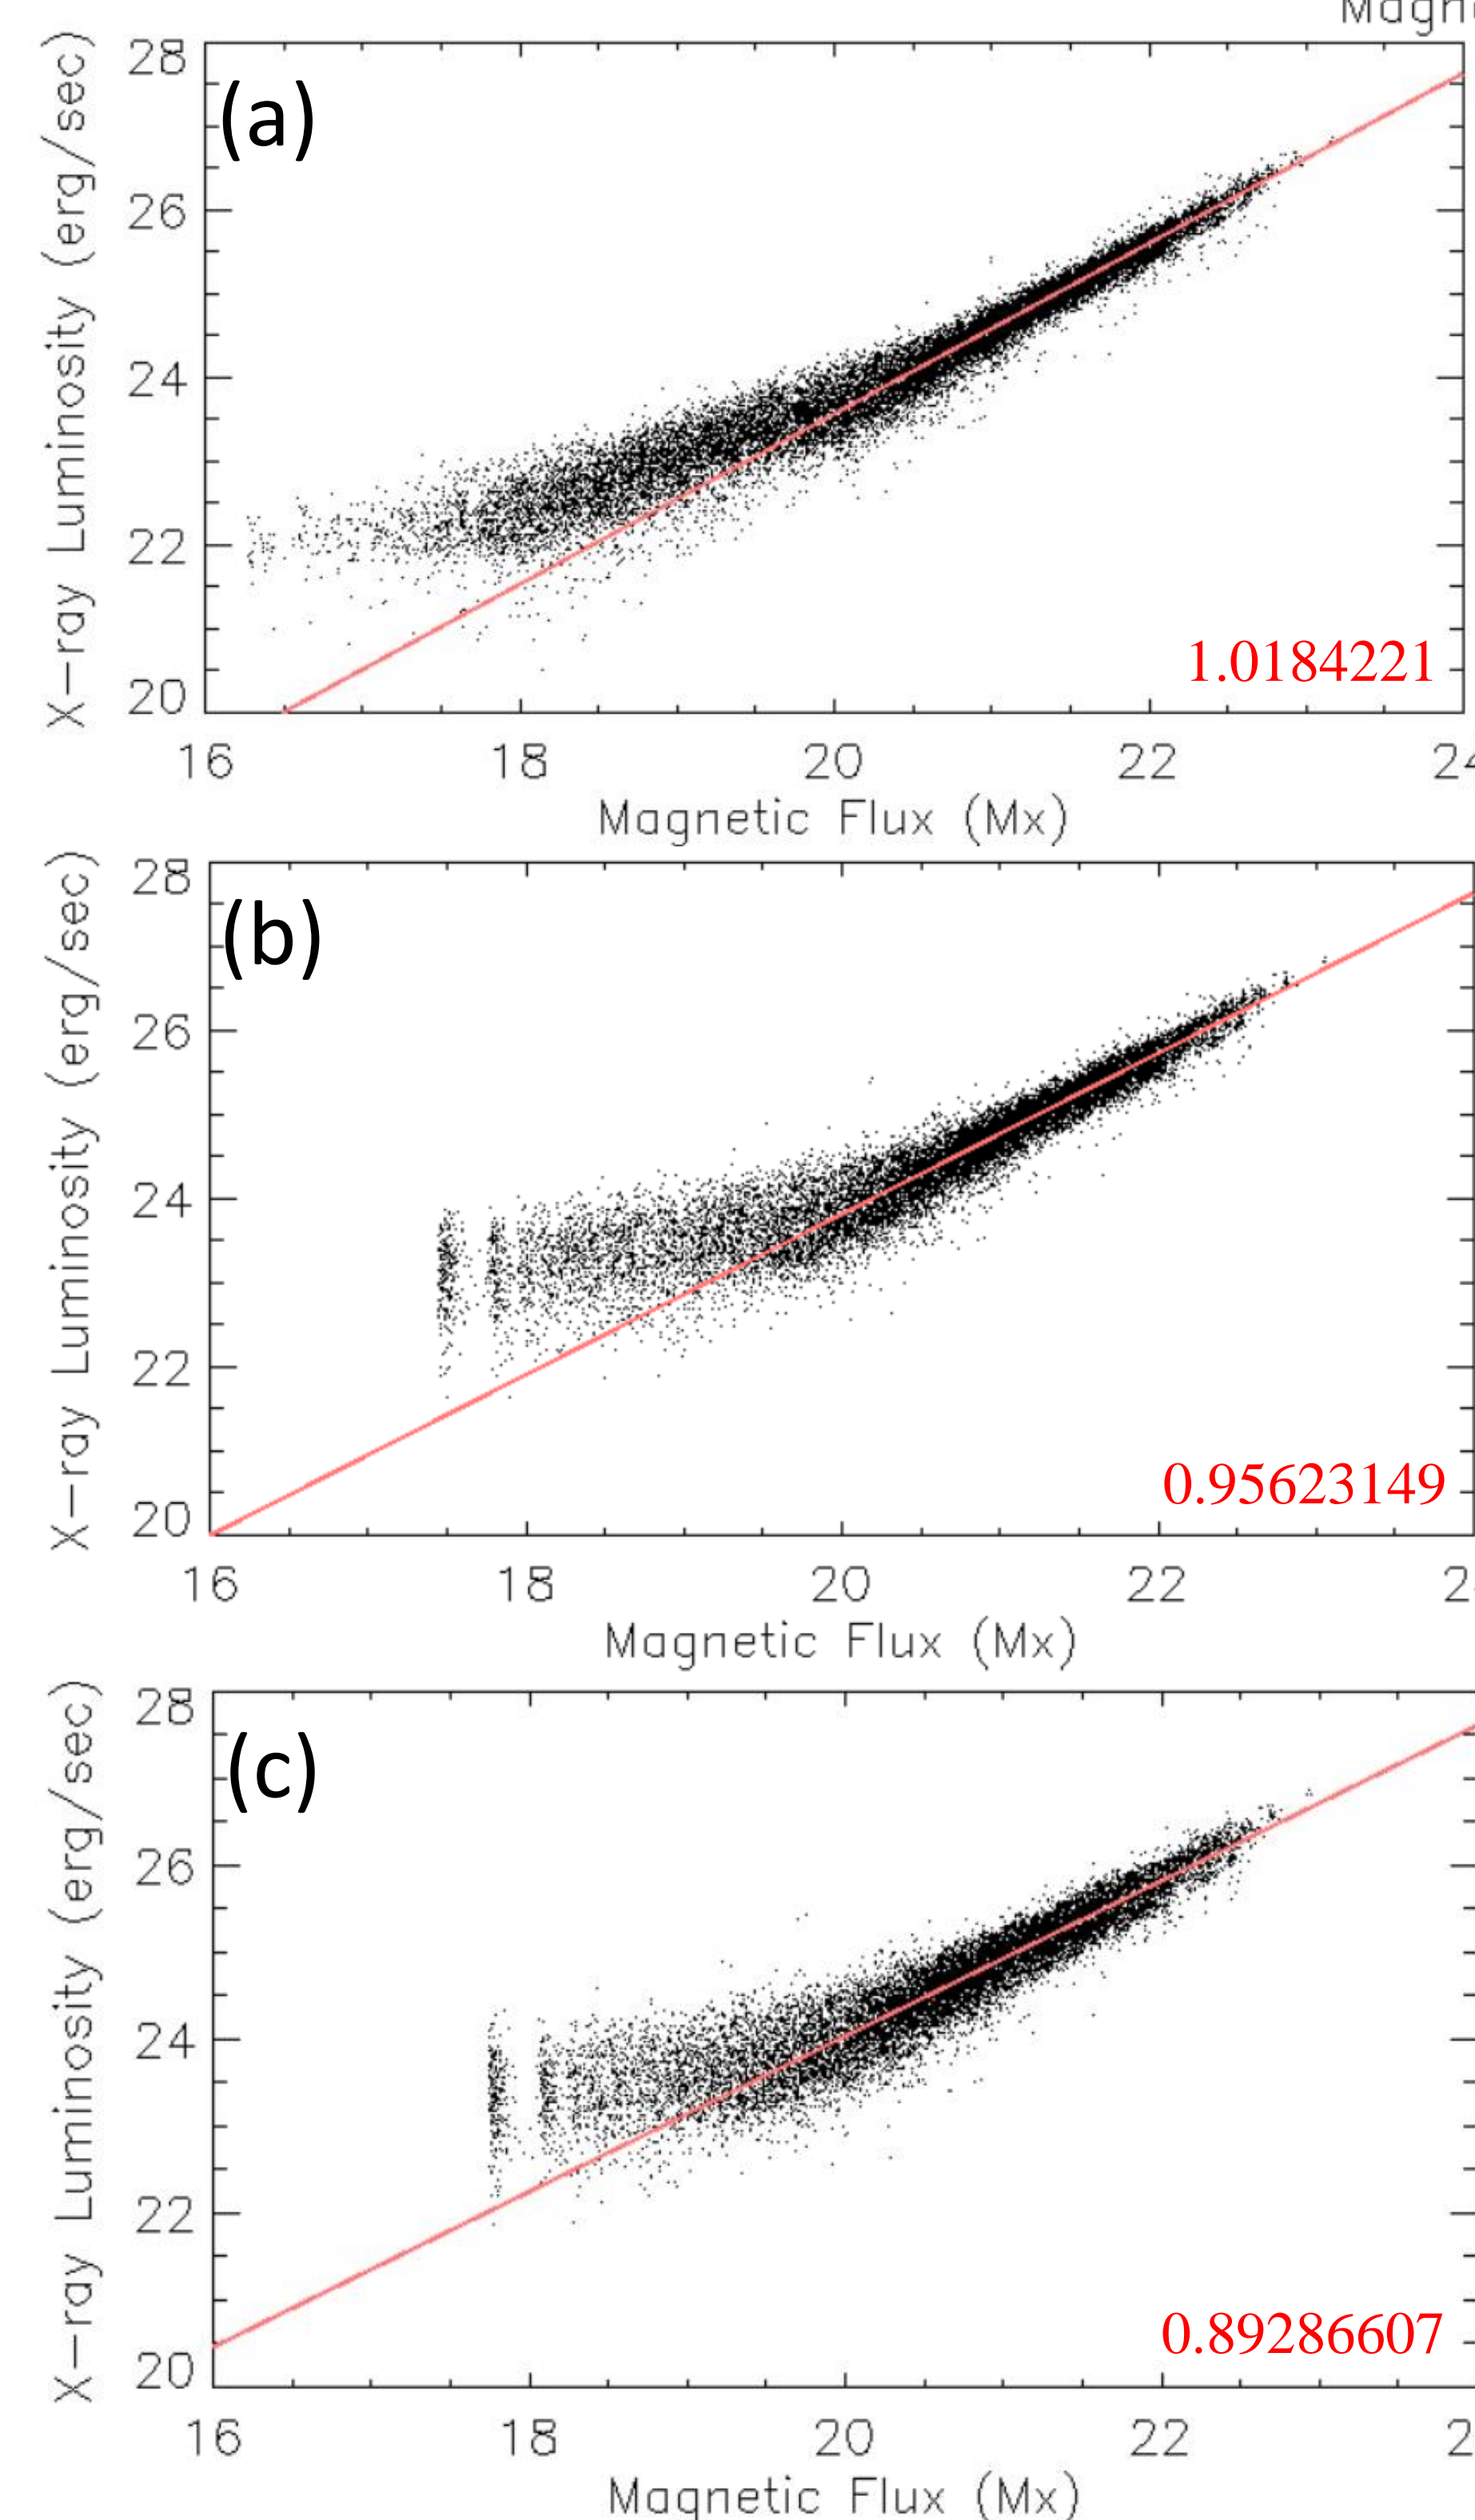 Magn
28
(a)
26
24
22
20
X-ray Luminosity (erg/sec)
1.0184221
16 18 20 22 24
Magnetic Flux (Mx)
28
(b)
26
24
22
20
X-ray Luminosity (erg/sec)
0.95623149
16 18 20 22 2
Magnetic Flux (Mx)
28
(c)
26
24
22
20
X-ray Luminosity (erg/sec)
0.89286607
16 18 20 22 2
Magnetic Flux (Mx)